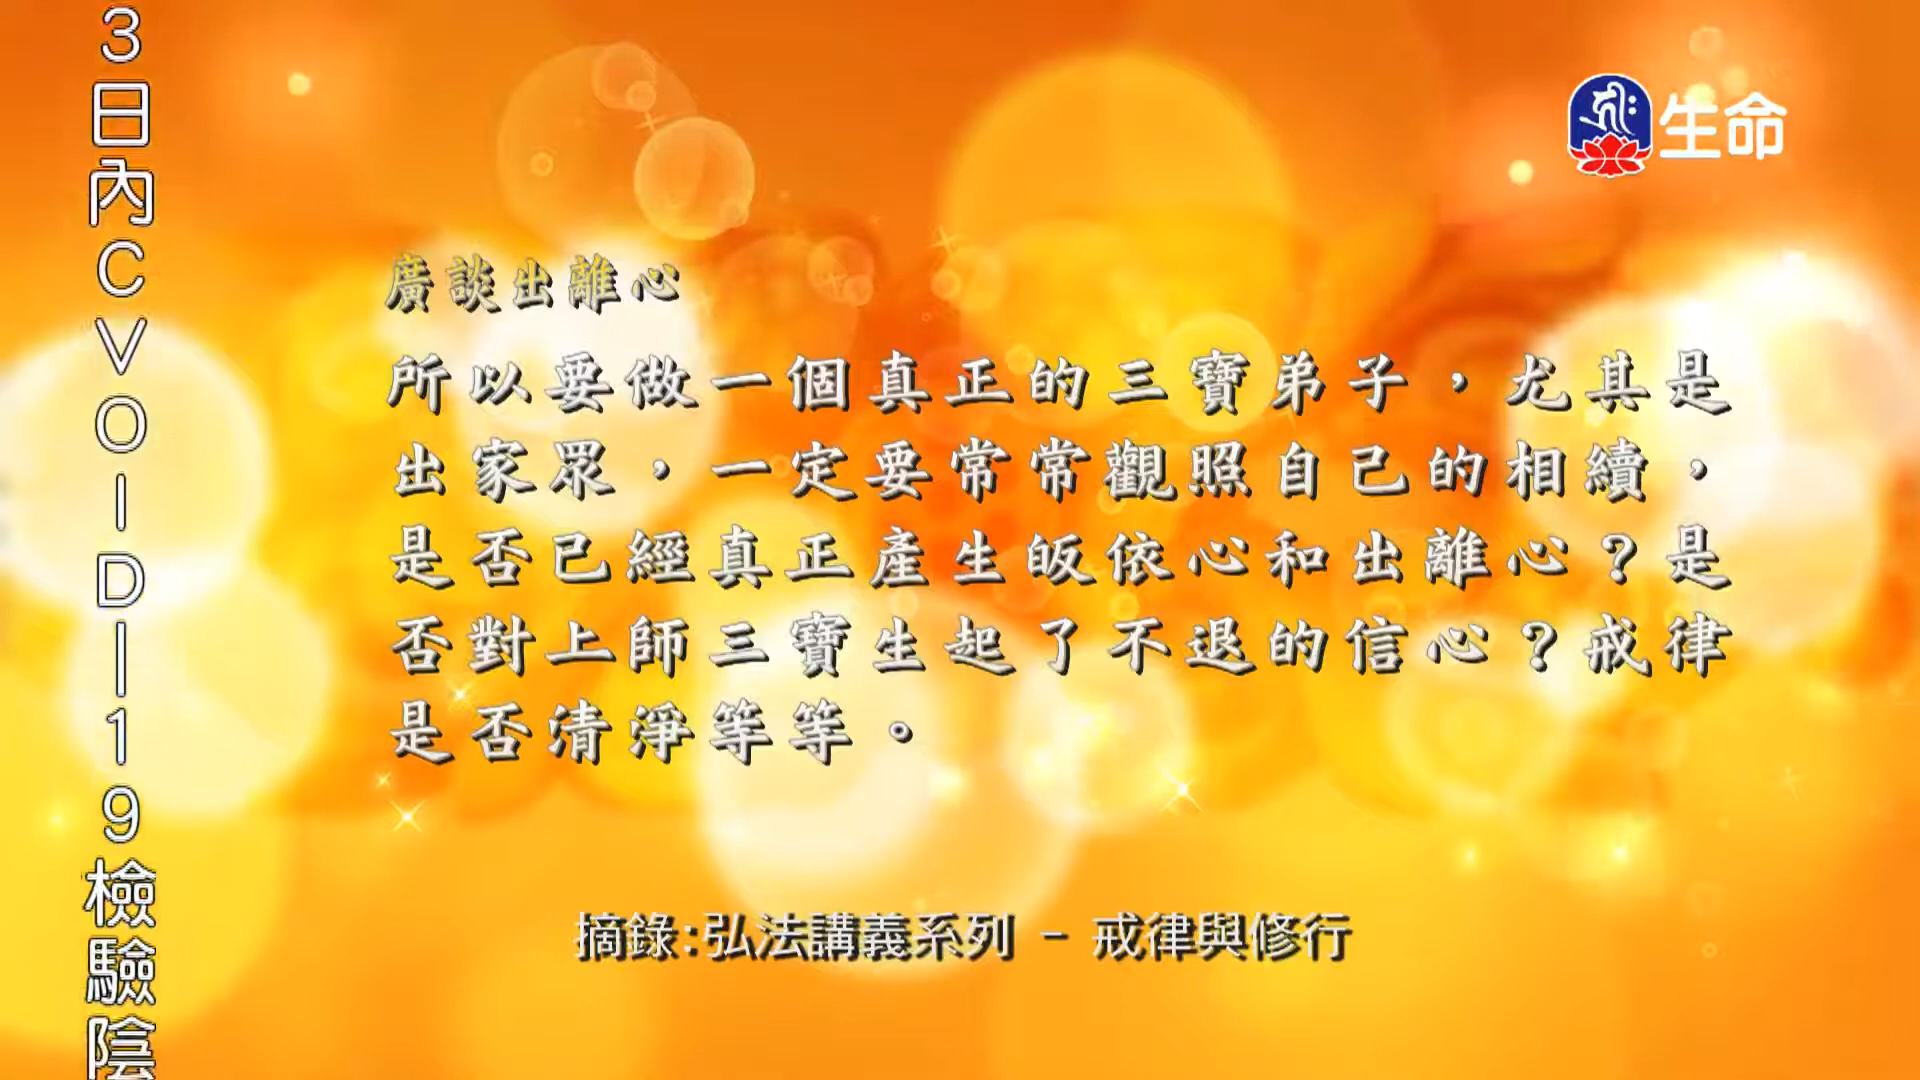 3日內CVOID－19檢驗陰
生命
廣談出離心
所以要做一個真正的三寶弟子，尤其是
出家眾，一定要常常觀照自己的相續，
是否已經真正產生皈依心和出離心？是
否對上師三寶生起了不退的信心？戒律
是否清淨等等。
摘錄:弘法講義系列 - 戒律與修行